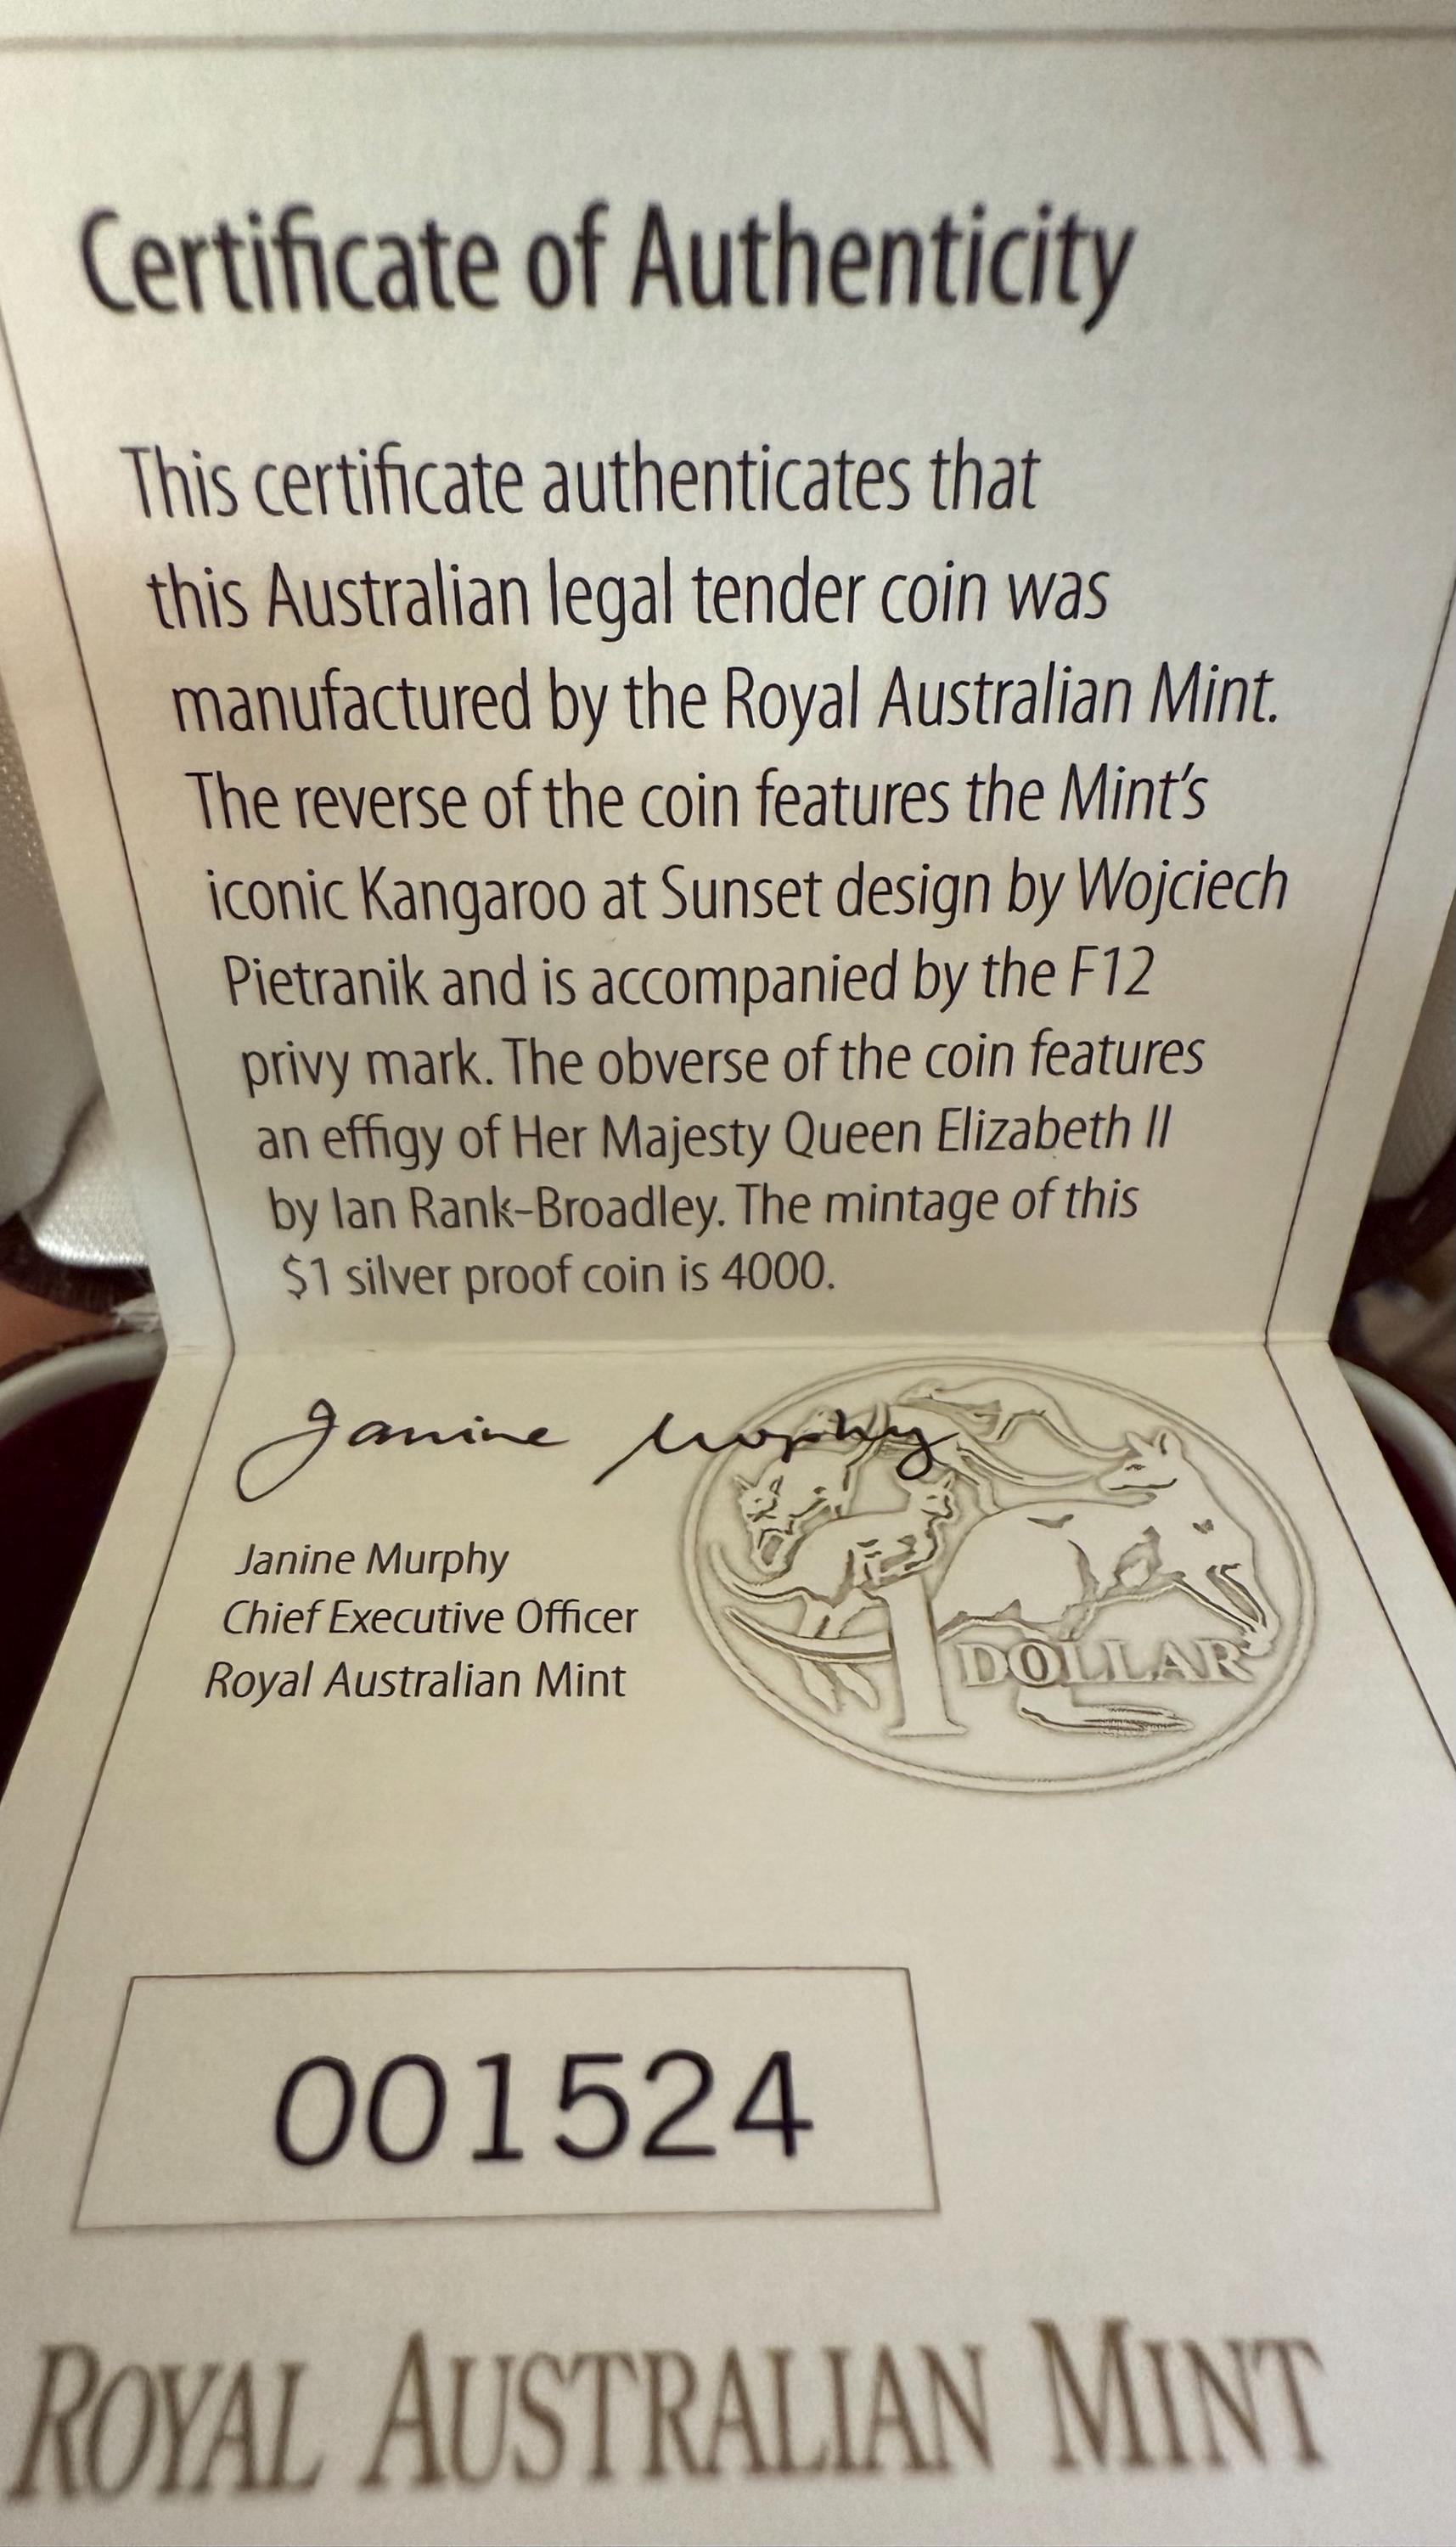 Certificate of Authenticity
This certificate authenticates that
this Australian legal tender coin was
manufactured by the Royal Australian Mint.
The reverse of the coin features the Mint's
iconic Kangaroo at Sunset design by Wojciech
Pietranik and is accompanied by the F12
privy mark. The obverse of the coin features
an effigy of Her Majesty Queen Elizabeth II
by Ian Rank-Broadley. The mintage of this
$1 silver proof coin is 4000.
Janine Murphy
Janine Murphy
Chief Executive Officer
Royal Australian Mint
1 DOLLAR
001524
ROYAL AUSTRALIAN MINT